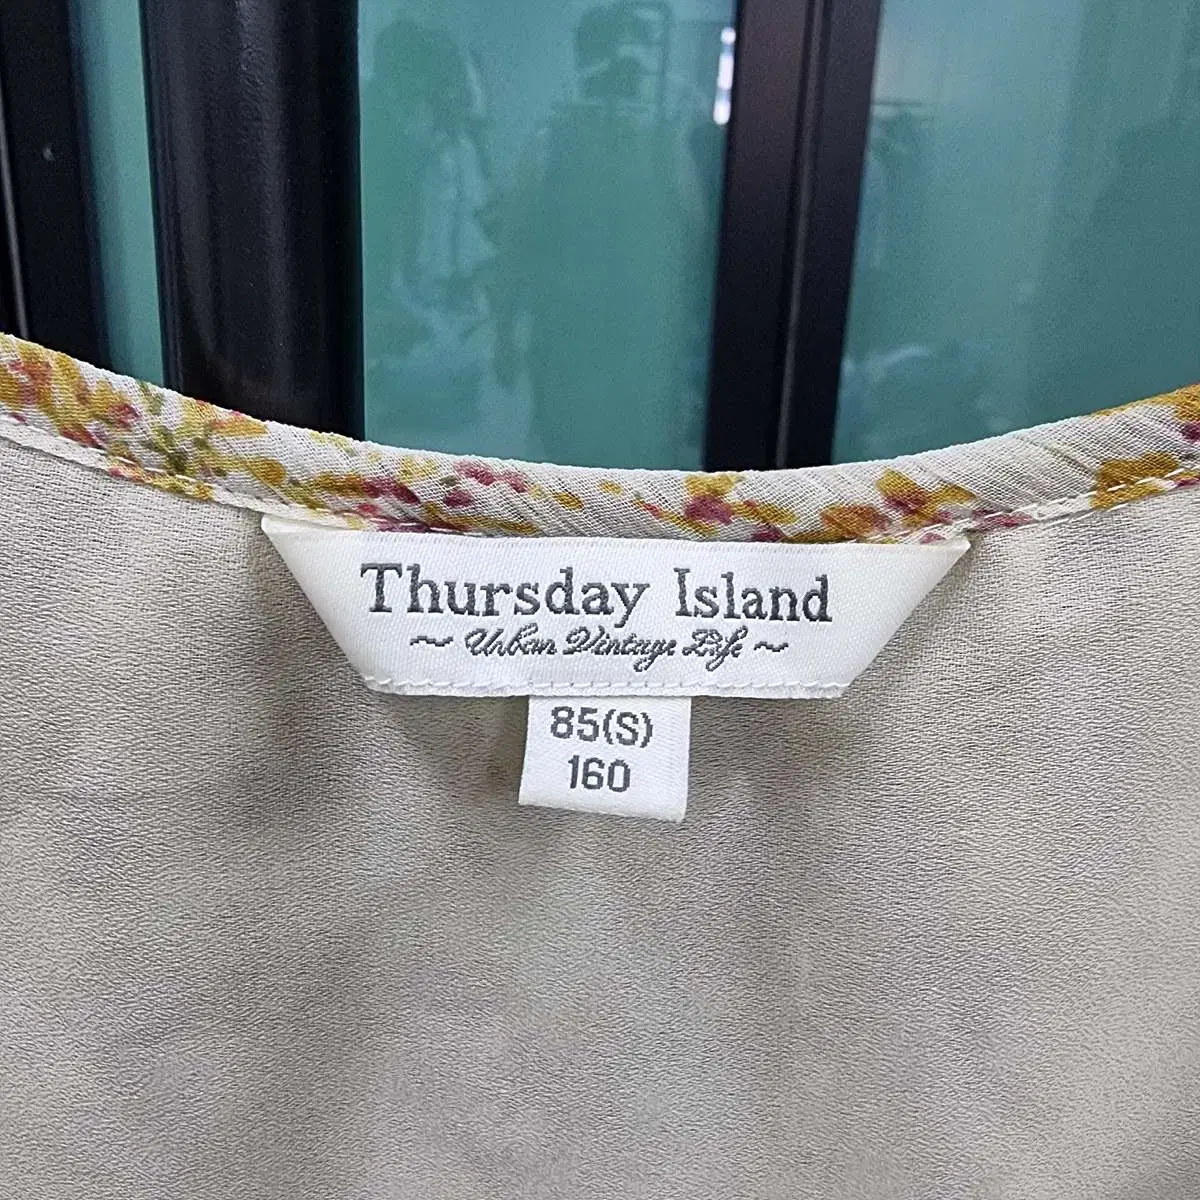 Thursday Island
~ Urban Vintage Life ~
85(S)
160